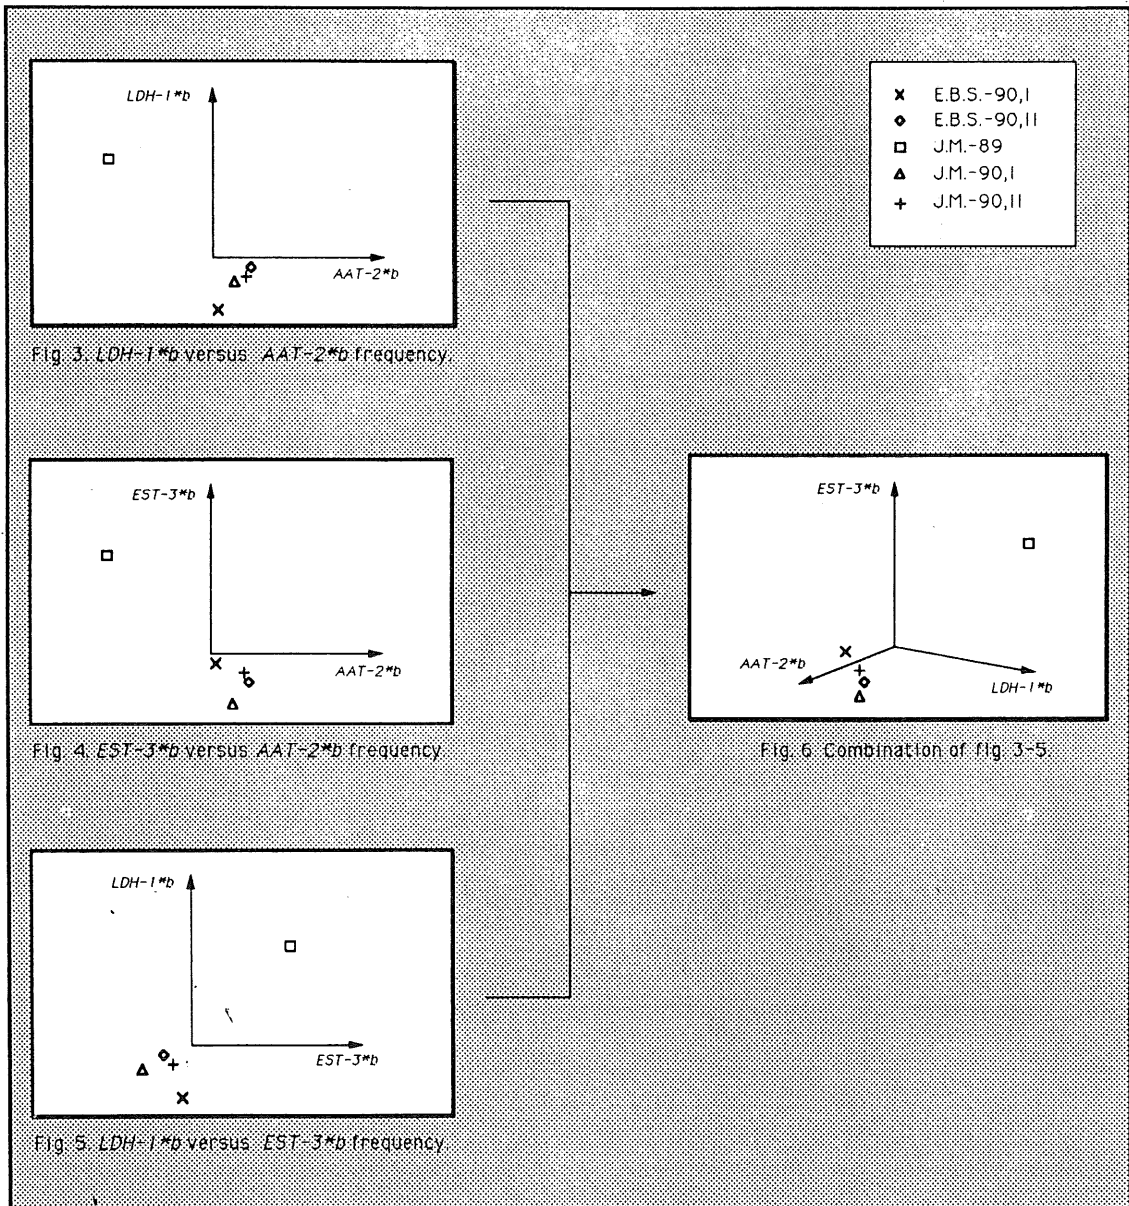 LDH-1*b
AAT-2*b
Fig. 3. LDH-1*b versus AAT-2*b frequency.
E.B.S.-90,I
E.B.S.-90,II
J.M.-89
J.M.-90,I
J.M.-90,II
EST-3*b
AAT-2*b
Fig. 4. EST-3*b versus AAT-2*b frequency.
EST-3*b
AAT-2*b
LDH-1*b
Fig. 6. Combination of fig. 3-5.
LDH-1*b
EST-3*b
Fig. 5. LDH-1*b versus EST-3*b frequency.